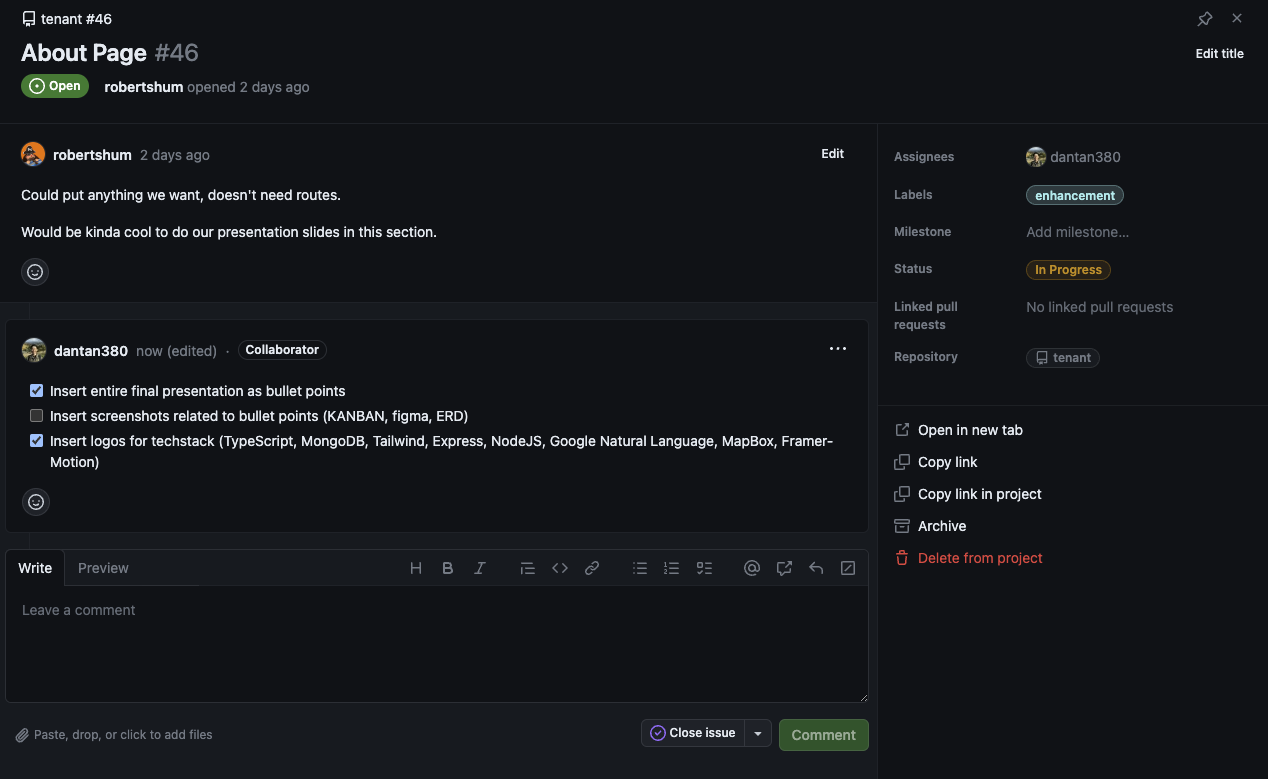 tenant #46
About Page #46
Edit title
Open
robertshum opened 2 days ago
robertshum 2 days ago
Edit
Could put anything we want, doesn't need routes.
Would be kinda cool to do our presentation slides in this section.
dantan380 now (edited) · Collaborator
Insert entire final presentation as bullet points
Insert screenshots related to bullet points (KANBAN, figma, ERD)
Insert logos for techstack (TypeScript, MongoDB, Tailwind, Express, NodeJS, Google Natural Language, MapBox, Framer-
Motion)
Write
Preview
Leave a comment
Paste, drop, or click to add files
Close issue
Comment
Assignees
dantan380
Labels
enhancement
Milestone
Add milestone...
Status
In Progress
Linked pull
requests
No linked pull requests
Repository
tenant
Open in new tab
Copy link
Copy link in project
Archive
Delete from project